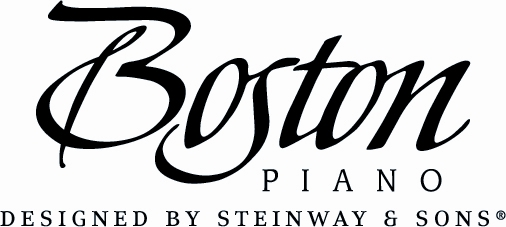 Boston
PIANO
DESIGNED BY STEINWAY & SONS®